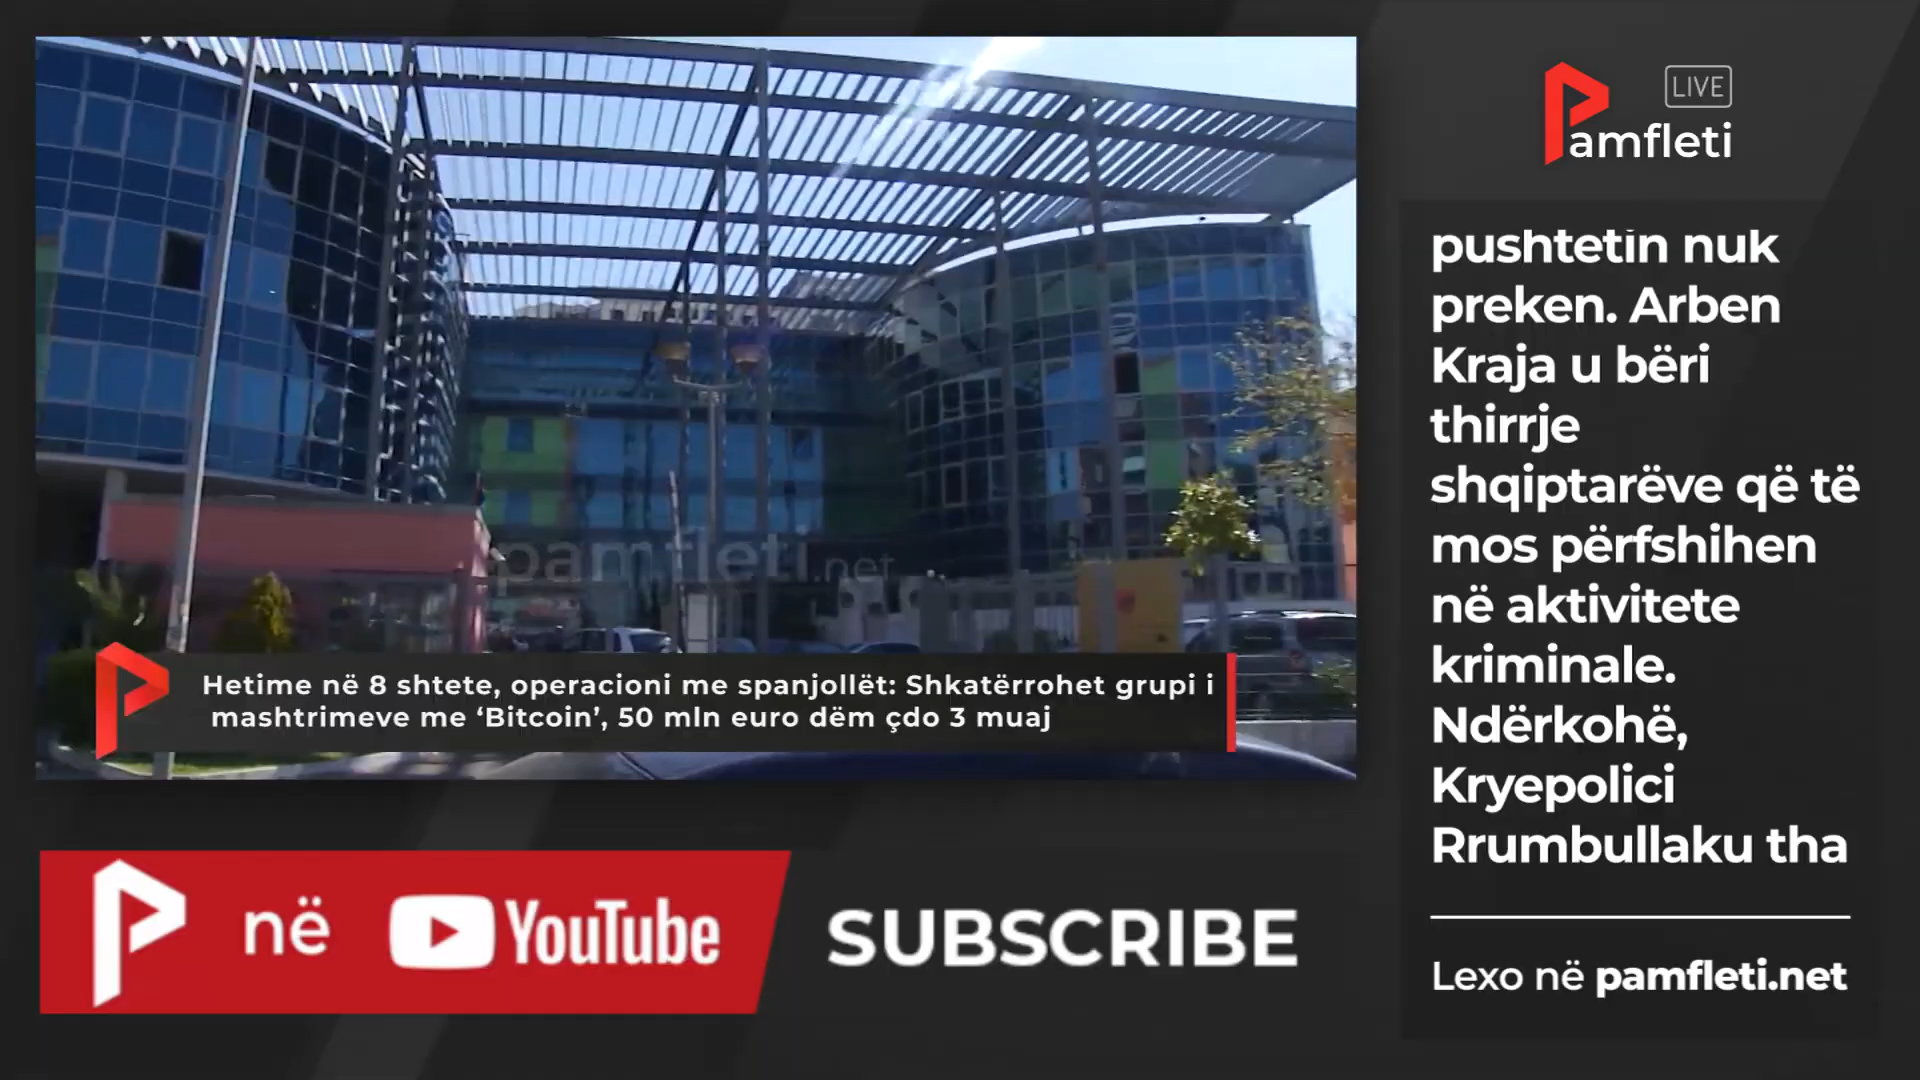 LIVE
Pamfleti
pushtetin nuk
preken. Arben
Kraja u bëri
thirrje
shqiptarëve që të
mos përfshihen
në aktivitete
kriminale.
Ndërkohë,
Kryepolici
Rrumbullaku tha
Lexo në pamfleti.net
pamfleti.net
Hetime në 8 shtete, operacioni me spanjollët: Shkatërrohet grupi i
mashtrimeve me ‘Bitcoin’, 50 mln euro dëm çdo 3 muaj
P në YouTube
SUBSCRIBE